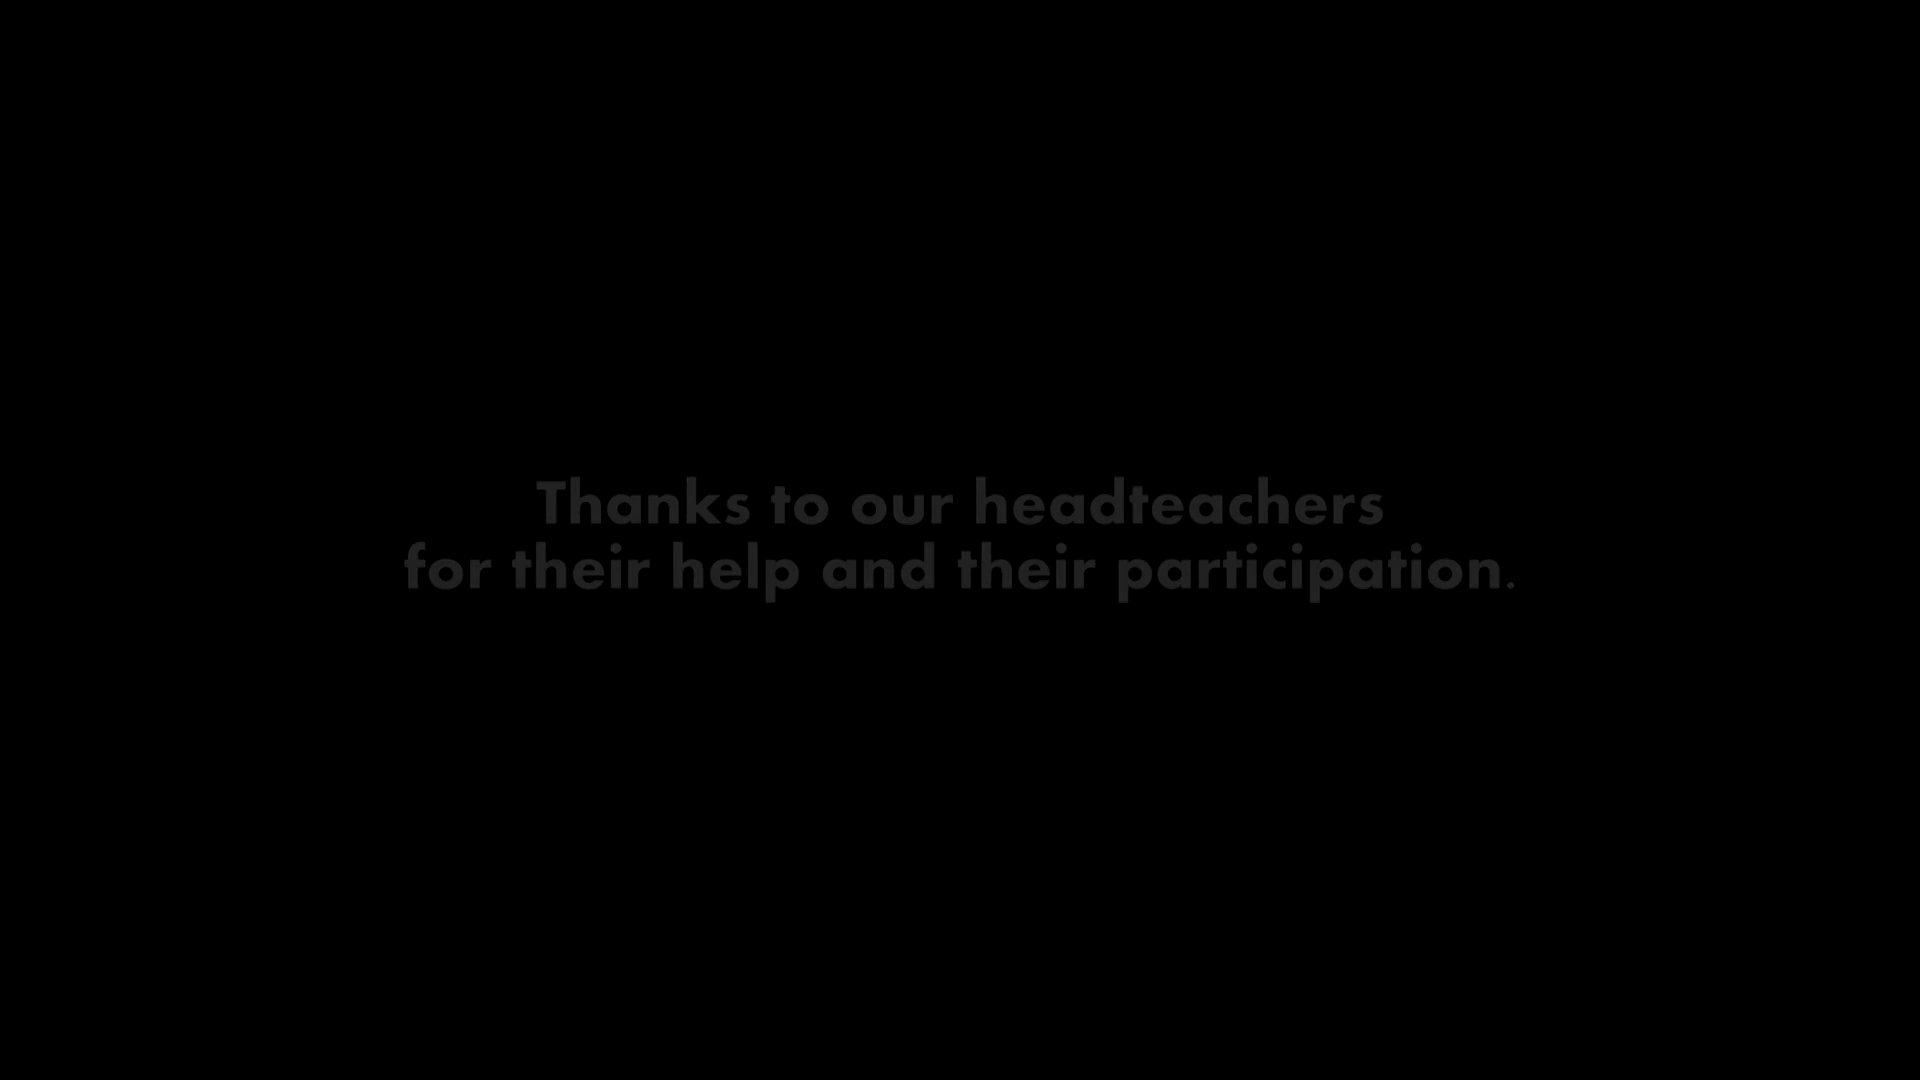 Thanks to our headteachers
for their help and their participation.